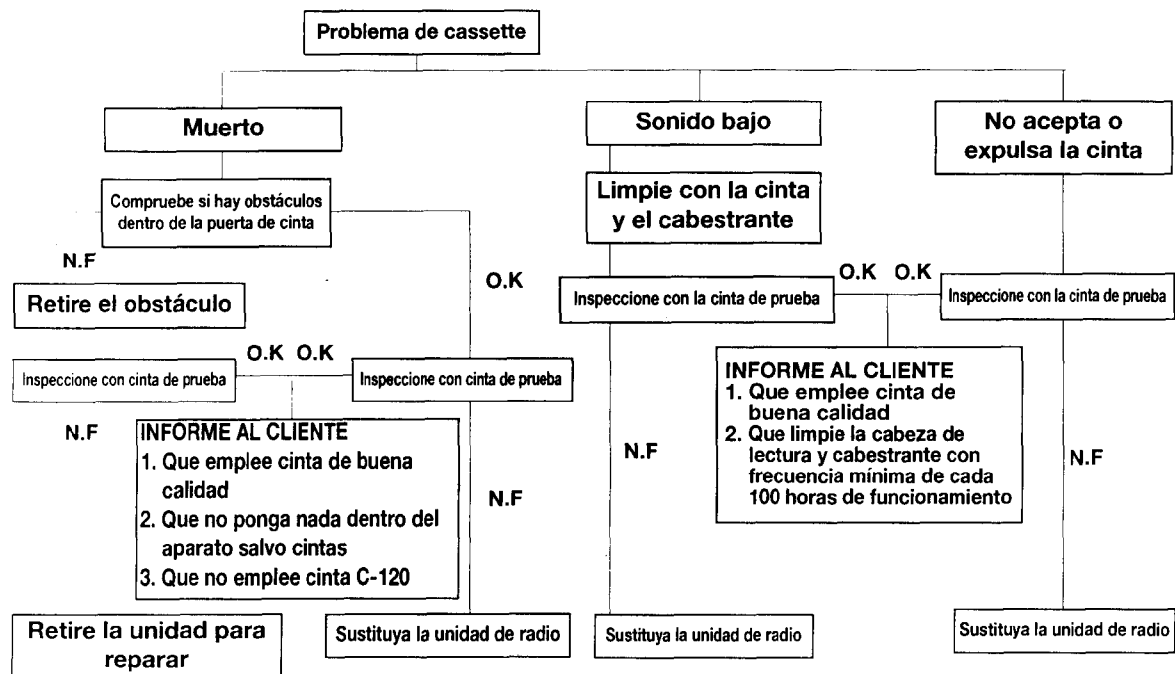 Problema de cassette
Muerto
Sonido bajo
No acepta o
expulsa la cinta
Compruebe si hay obstáculos
dentro de la puerta de cinta
Limpie con la cinta
y el cabestrante
N.F
O.K
Retire el obstáculo
Inspeccione con la cinta de prueba
O.K O.K
Inspeccione con la cinta de prueba
Inspeccione con cinta de prueba
O.K O.K
Inspeccione con cinta de prueba
INFORME AL CLIENTE
1. Que emplee cinta de
buena calidad
2. Que limpie la cabeza de
lectura y cabestrante con
frecuencia mínima de cada
100 horas de funcionamiento
N.F
INFORME AL CLIENTE
1. Que emplee cinta de buena
calidad
2. Que no ponga nada dentro del
aparato salvo cintas
3. Que no emplee cinta C-120
N.F
N.F
N.F
Retire la unidad para
reparar
Sustituya la unidad de radio
Sustituya la unidad de radio
Sustituya la unidad de radio